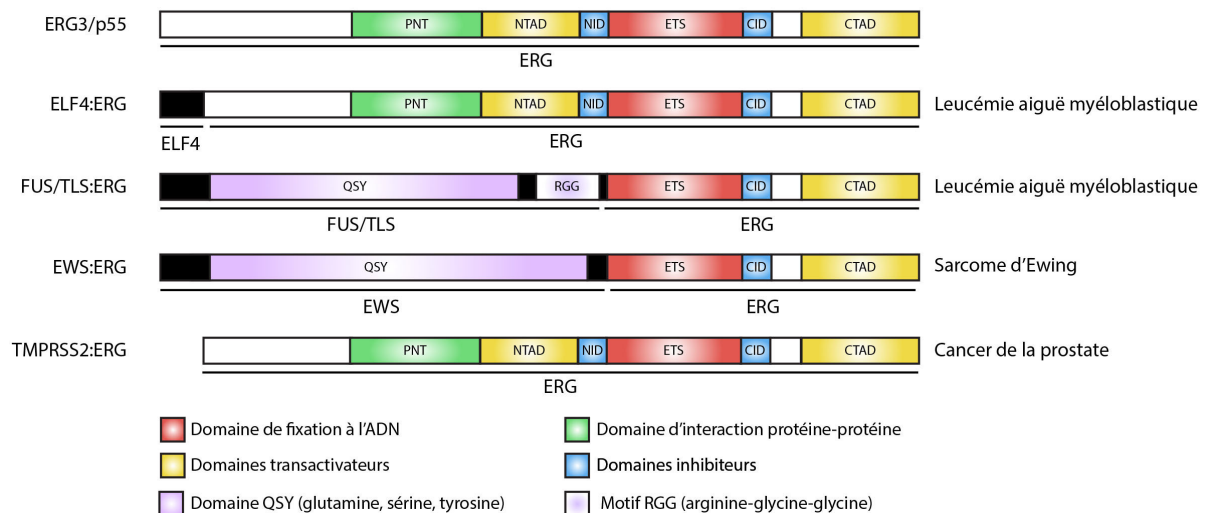 ERG3/p55 PNT NTAD NID ETS CID CTAD
ERG
ELF4:ERG PNT NTAD NID ETS CID CTAD Leucémie aiguë myéloblastique
ELF4 ERG
FUS/TLS:ERG QSY RGG ETS CID CTAD Leucémie aiguë myéloblastique
FUS/TLS ERG
EWS:ERG QSY ETS CID CTAD Sarcome d’Ewing
EWS ERG
TMPRSS2:ERG PNT NTAD NID ETS CID CTAD Cancer de la prostate
ERG
Domaine de fixation à l’ADN Domaine d’interaction protéine-protéine
Domaines transactivateurs Domaines inhibiteurs
Domaine QSY (glutamine, sérine, tyrosine) Motif RGG (arginine-glycine-glycine)